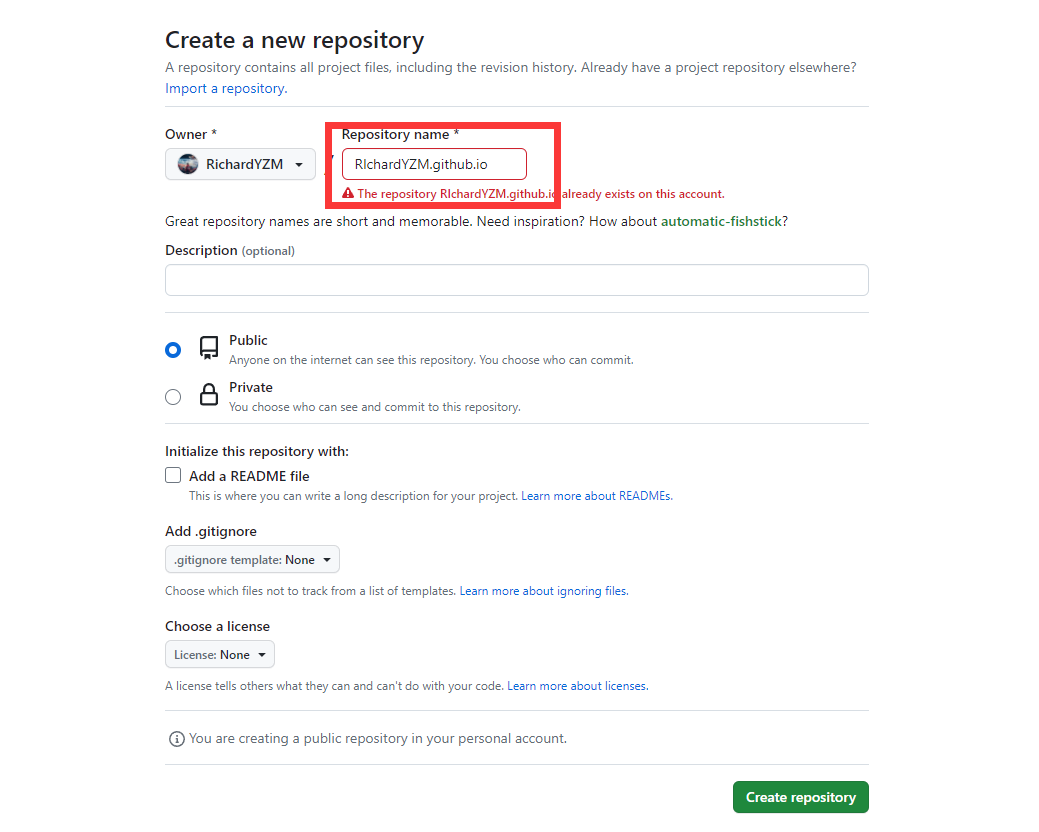 Create a new repository
A repository contains all project files, including the revision history. Already have a project repository elsewhere?
Import a repository.
Owner * Repository name *
RichardYZM / RIchardYZM.github.io
The repository RIchardYZM.github.io already exists on this account.
Great repository names are short and memorable. Need inspiration? How about automatic-fishstick?
Description (optional)
Public
Anyone on the internet can see this repository. You choose who can commit.
Private
You choose who can see and commit to this repository.
Initialize this repository with:
Add a README file
This is where you can write a long description for your project. Learn more about READMEs.
Add .gitignore
.gitignore template: None
Choose which files not to track from a list of templates. Learn more about ignoring files.
Choose a license
License: None
A license tells others what they can and can't do with your code. Learn more about licenses.
You are creating a public repository in your personal account.
Create repository